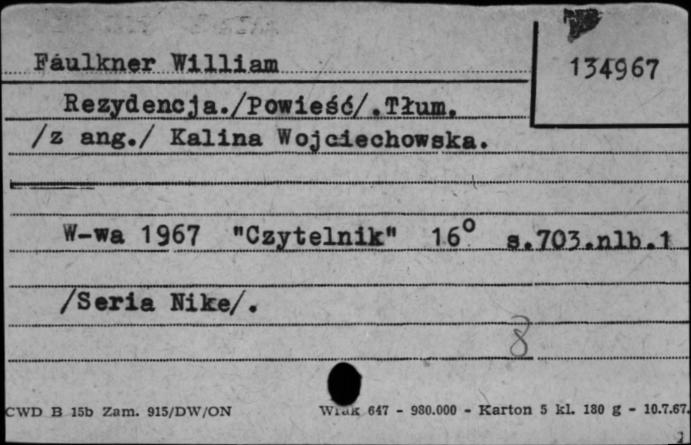 Faulkner William
134967
Rezydencja./Powieść/.Tłum.
/z ang./ Kalina Wojciechowska.
W-wa 1967 "Czytelnik" 16° s.703.nlb.1
/Seria Nike/.
8
CWD B 15b Zam. 915/DW/ON
Włuk 647 - 980.000 - Karton 5 kl. 180 g - 10.7.67.